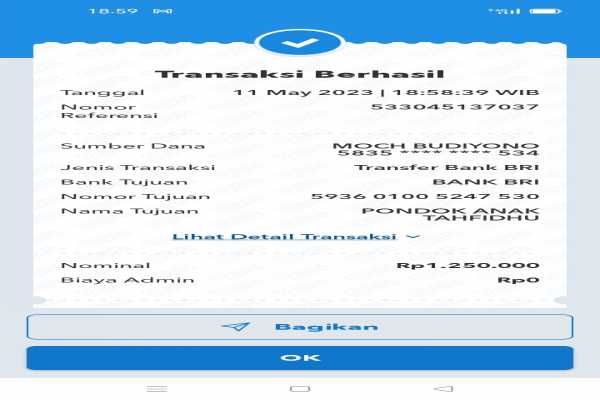 18.59
Transaksi Berhasil
Tanggal 11 May 2023 | 18:58:39 WIB
Nomor Referensi 533045137037
Sumber Dana MOCH BUDIYONO
5835 **** **** 534
Jenis Transaksi Transfer Bank BRI
Bank Tujuan BANK BRI
Nomor Tujuan 5936 0100 5247 530
Nama Tujuan PONDOK ANAK
TAHFIDHU
Lihat Detail Transaksi
Nominal Rp1.250.000
Biaya Admin Rp0
Bagikan
OK